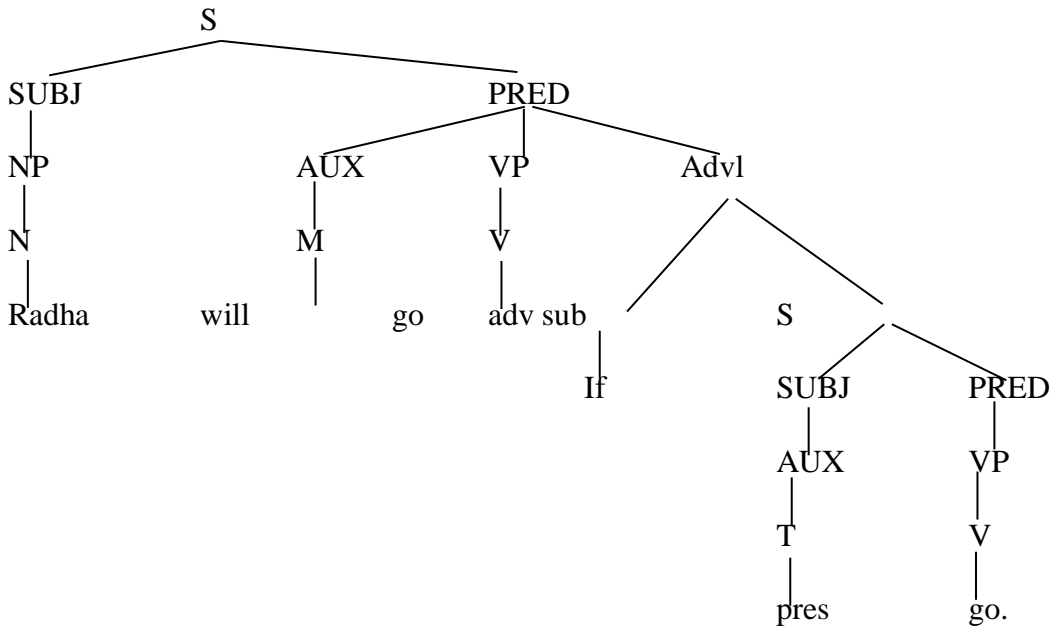 S
SUBJ PRED
NP AUX VP Advl
N M V
Radha will go adv sub S
If SUBJ PRED
AUX VP
T V
pres go.